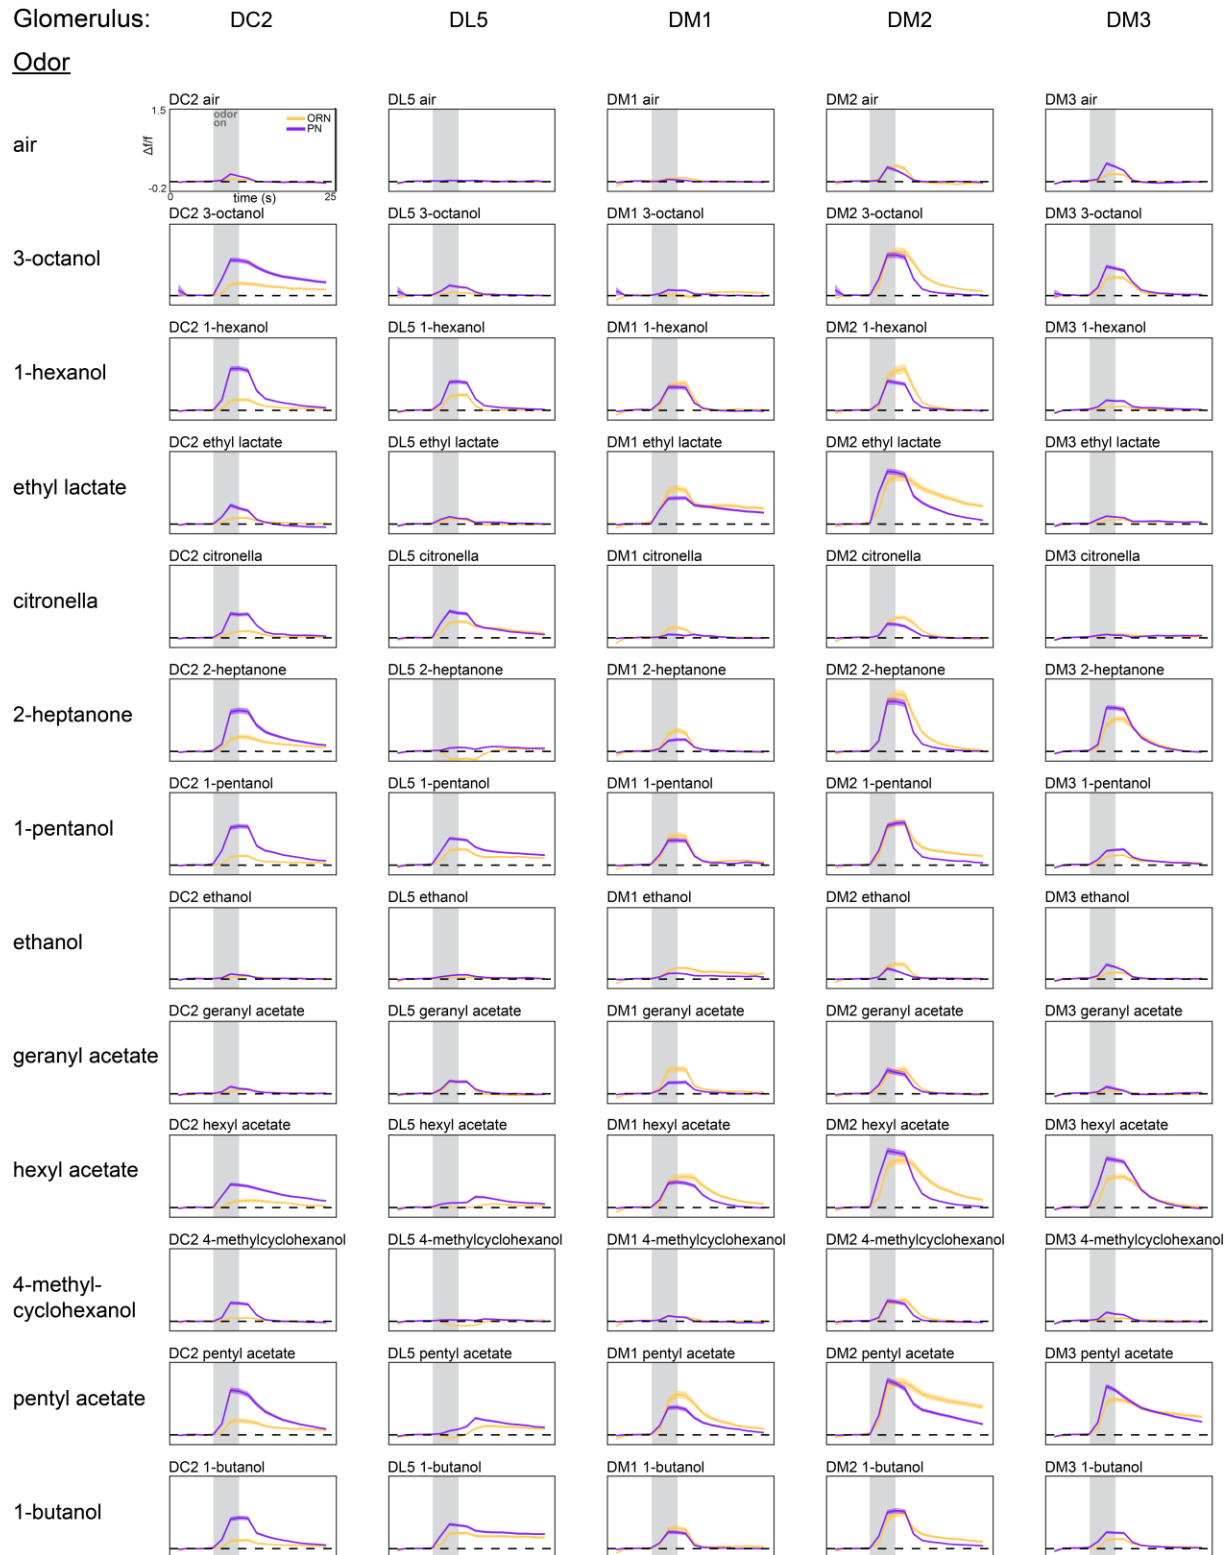 Glomerulus: DC2 DL5 DM1 DM2 DM3
Odor
DC2 air DL5 air DM1 air DM2 air DM3 air
1.5
odor
on
ORN
PN
air
Δf/f
-0.2
0 time (s) 25
DC2 3-octanol DL5 3-octanol DM1 3-octanol DM2 3-octanol DM3 3-octanol
3-octanol
DC2 1-hexanol DL5 1-hexanol DM1 1-hexanol DM2 1-hexanol DM3 1-hexanol
1-hexanol
DC2 ethyl lactate DL5 ethyl lactate DM1 ethyl lactate DM2 ethyl lactate DM3 ethyl lactate
ethyl lactate
DC2 citronella DL5 citronella DM1 citronella DM2 citronella DM3 citronella
citronella
DC2 2-heptanone DL5 2-heptanone DM1 2-heptanone DM2 2-heptanone DM3 2-heptanone
2-heptanone
DC2 1-pentanol DL5 1-pentanol DM1 1-pentanol DM2 1-pentanol DM3 1-pentanol
1-pentanol
DC2 ethanol DL5 ethanol DM1 ethanol DM2 ethanol DM3 ethanol
ethanol
DC2 geranyl acetate DL5 geranyl acetate DM1 geranyl acetate DM2 geranyl acetate DM3 geranyl acetate
geranyl acetate
DC2 hexyl acetate DL5 hexyl acetate DM1 hexyl acetate DM2 hexyl acetate DM3 hexyl acetate
hexyl acetate
DC2 4-methylcyclohexanol DL5 4-methylcyclohexanol DM1 4-methylcyclohexanol DM2 4-methylcyclohexanol DM3 4-methylcyclohexanol
4-methyl-
cyclohexanol
DC2 pentyl acetate DL5 pentyl acetate DM1 pentyl acetate DM2 pentyl acetate DM3 pentyl acetate
pentyl acetate
DC2 1-butanol DL5 1-butanol DM1 1-butanol DM2 1-butanol DM3 1-butanol
1-butanol